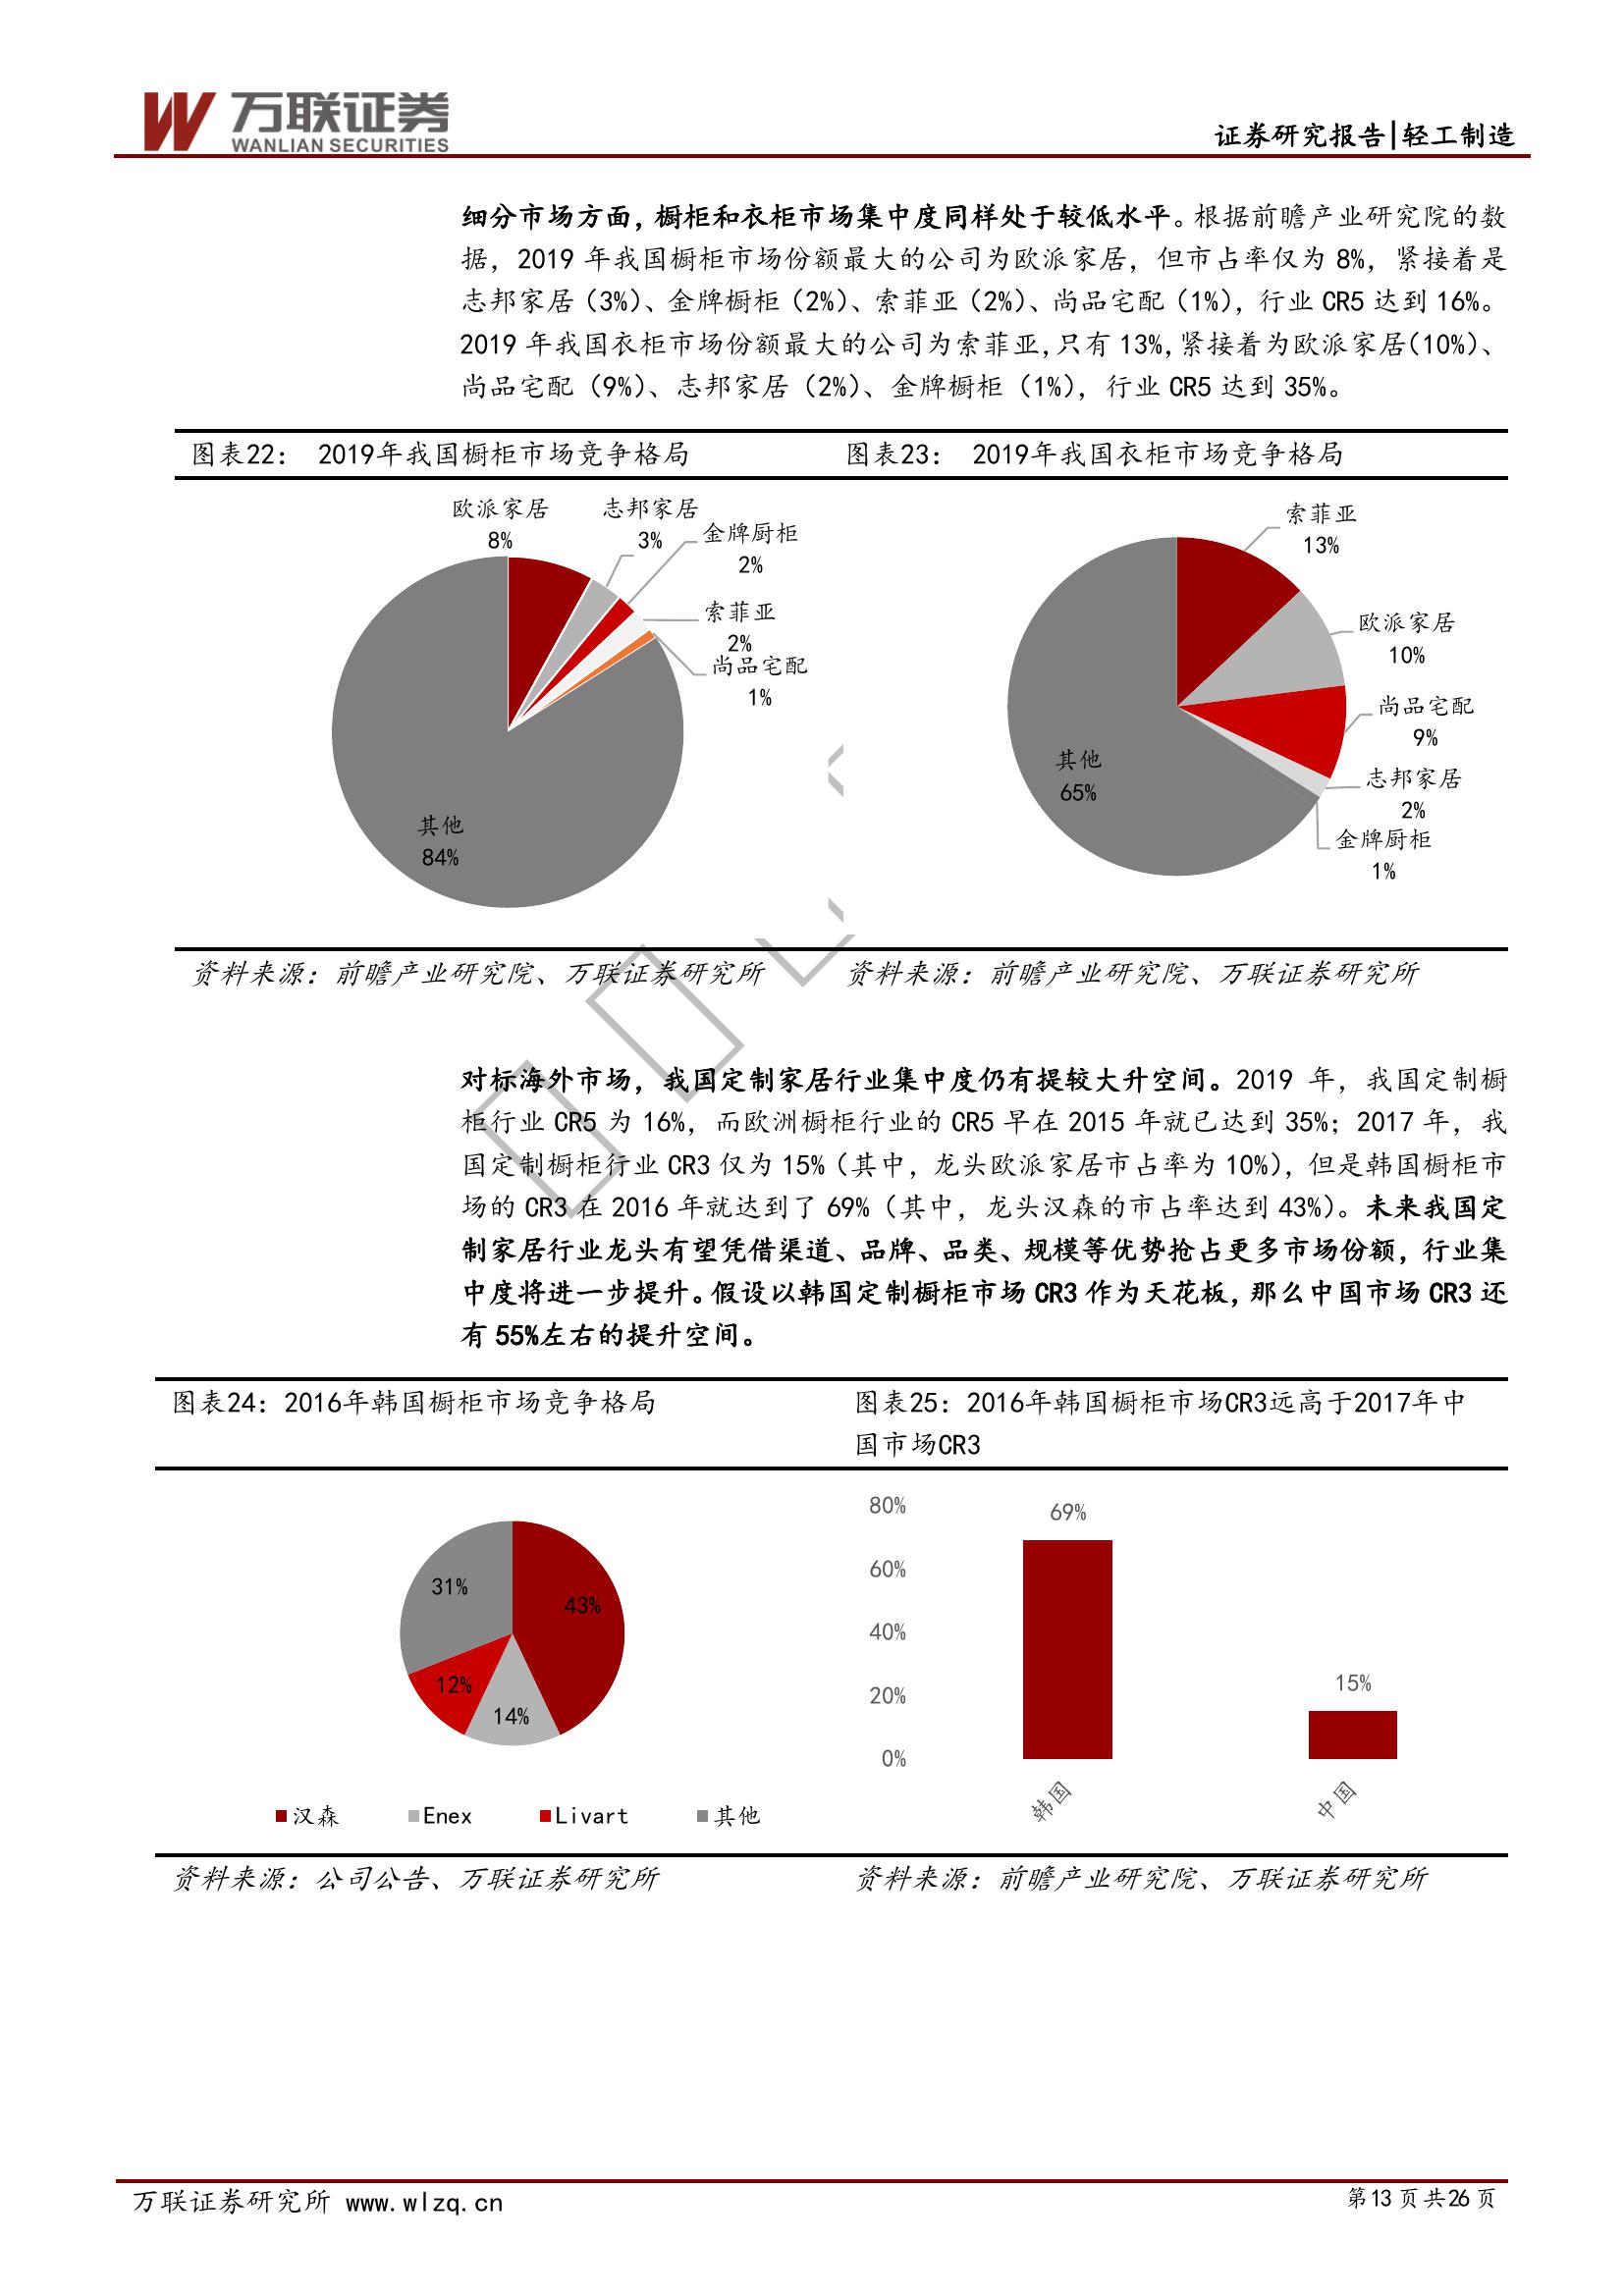 万联证券
WANLIAN SECURITIES
证券研究报告|轻工制造
细分市场方面，橱柜和衣柜市场集中度同样处于较低水平。根据前瞻产业研究院的数
据，2019 年我国橱柜市场份额最大的公司为欧派家居，但市占率仅为 8%，紧接着是
志邦家居（3%）、金牌橱柜（2%）、索菲亚（2%）、尚品宅配（1%），行业 CR5 达到 16%。
2019 年我国衣柜市场份额最大的公司为索菲亚,只有 13%,紧接着为欧派家居(10%)、
尚品宅配（9%）、志邦家居（2%）、金牌橱柜（1%），行业 CR5 达到 35%。
图表22： 2019年我国橱柜市场竞争格局
欧派家居
8%
志邦家居
3%
金牌厨柜
2%
索菲亚
2%
尚品宅配
1%
其他
84%
资料来源：前瞻产业研究院、万联证券研究所
图表23： 2019年我国衣柜市场竞争格局
索菲亚
13%
欧派家居
10%
尚品宅配
9%
志邦家居
2%
金牌厨柜
1%
其他
65%
资料来源：前瞻产业研究院、万联证券研究所
对标海外市场，我国定制家居行业集中度仍有提较大升空间。2019 年，我国定制橱
柜行业 CR5 为 16%，而欧洲橱柜行业的 CR5 早在 2015 年就已达到 35%；2017 年，我
国定制橱柜行业 CR3 仅为 15%（其中，龙头欧派家居市占率为 10%），但是韩国橱柜市
场的 CR3 在 2016 年就达到了 69%（其中，龙头汉森的市占率达到 43%）。未来我国定
制家居行业龙头有望凭借渠道、品牌、品类、规模等优势抢占更多市场份额，行业集
中度将进一步提升。假设以韩国定制橱柜市场 CR3 作为天花板，那么中国市场 CR3 还
有 55%左右的提升空间。
图表24：2016年韩国橱柜市场竞争格局
43%
14%
12%
31%
汉森 Enex Livart 其他
资料来源：公司公告、万联证券研究所
图表25：2016年韩国橱柜市场CR3远高于2017年中
国市场CR3
80%
60%
40%
20%
0%
69%
15%
韩国
中国
资料来源：前瞻产业研究院、万联证券研究所
万联证券研究所 www.wlzq.cn
第13页共26页